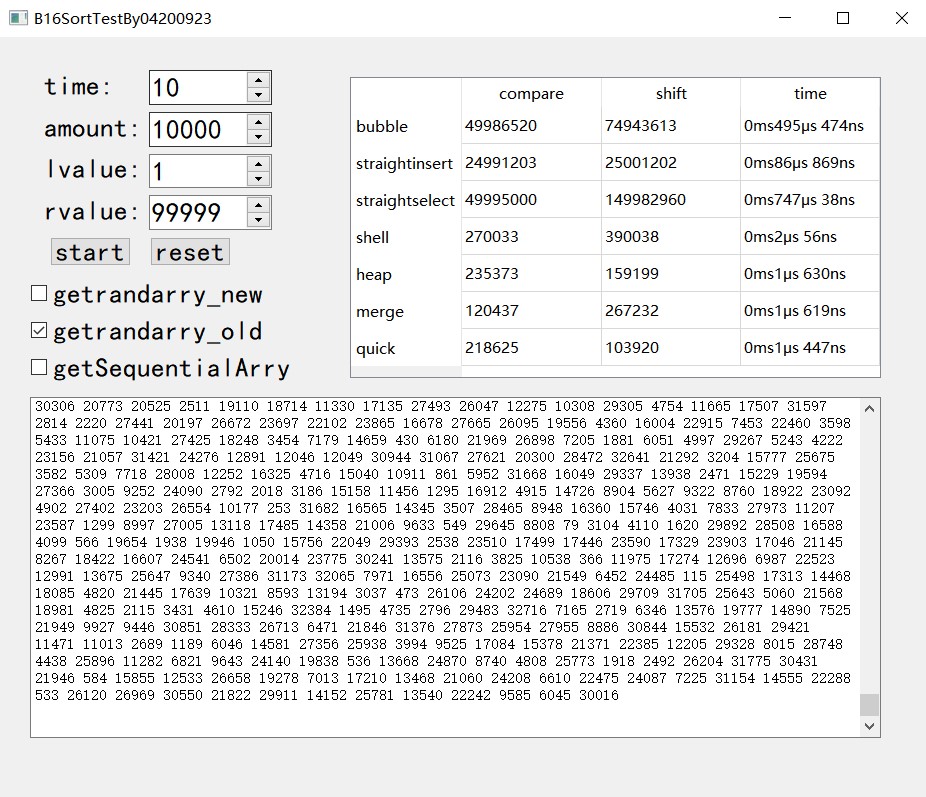 B16SortTestBy04200923
time: 10
amount: 10000
lvalue: 1
rvalue: 99999
start reset
getrandarry_new
getrandarry_old
getSequentialArry
compare shift time
bubble 49986520 74943613 0ms495μs 474ns
straightinsert 24991203 25001202 0ms86μs 869ns
straightselect 49995000 149982960 0ms747μs 38ns
shell 270033 390038 0ms2μs 56ns
heap 235373 159199 0ms1μs 630ns
merge 120437 267232 0ms1μs 619ns
quick 218625 103920 0ms1μs 447ns
30306 20773 20525 2511 19110 18714 11330 17135 27493 26047 12275 10308 29305 4754 11665 17507 31597
2814 2220 27441 20197 26672 23697 22102 23865 16678 27665 26095 19556 4360 16004 22915 7453 22460 3598
5433 11075 10421 27425 18248 3454 7179 14659 430 6180 21969 26898 7205 1881 6051 4997 29267 5243 4222
23156 21057 31421 24276 12891 12046 12049 30944 31067 27621 20300 28472 32641 21292 3204 15777 25675
3582 5309 7718 28008 12252 16325 4716 15040 10911 861 5952 31668 16049 29337 13938 2471 15229 19594
27366 3005 9252 24090 2792 2018 3186 15158 11456 1295 16912 4915 14726 8904 5627 9322 8760 18922 23092
4902 27402 23203 26554 10177 253 31682 16565 14345 3507 28465 8948 16360 15746 4031 7833 27973 11207
23587 1299 8997 27005 13118 17485 14358 21006 9633 549 29645 8808 79 3104 4110 1620 29892 28508 16588
4099 566 19654 1938 19946 1050 15756 22049 29393 2538 23510 17499 17446 23590 17329 23903 17046 21145
8267 18422 16607 24541 6502 20014 23775 30241 13575 2116 3825 10538 366 11975 17274 12696 6987 22523
12991 13675 25647 9340 27386 31173 32065 7971 16556 25073 23090 21549 6452 24485 115 25498 17313 14468
18085 4820 21445 17639 10321 8593 13194 3037 473 26106 24202 24689 18606 29709 31705 25643 5060 21568
18981 4825 2115 3431 4610 15246 32384 1495 4735 2796 29483 32716 7165 2719 6346 13576 19777 14890 7525
21949 9927 9446 30851 28333 26713 6471 21846 31376 27873 25954 27955 8886 30844 15532 26181 29421
11471 11013 2689 1189 6046 14581 27356 25938 3994 9525 17084 15378 21371 22385 12205 29328 8015 28748
4438 25896 11282 6821 9643 24140 19838 536 13668 24870 8740 4808 25773 1918 2492 26204 31775 30431
21946 584 15855 12533 26658 19278 7013 17210 13468 21060 24208 6610 22475 24087 7225 31154 14555 22288
533 26120 26969 30550 21822 29911 14152 25781 13540 22242 9585 6045 30016